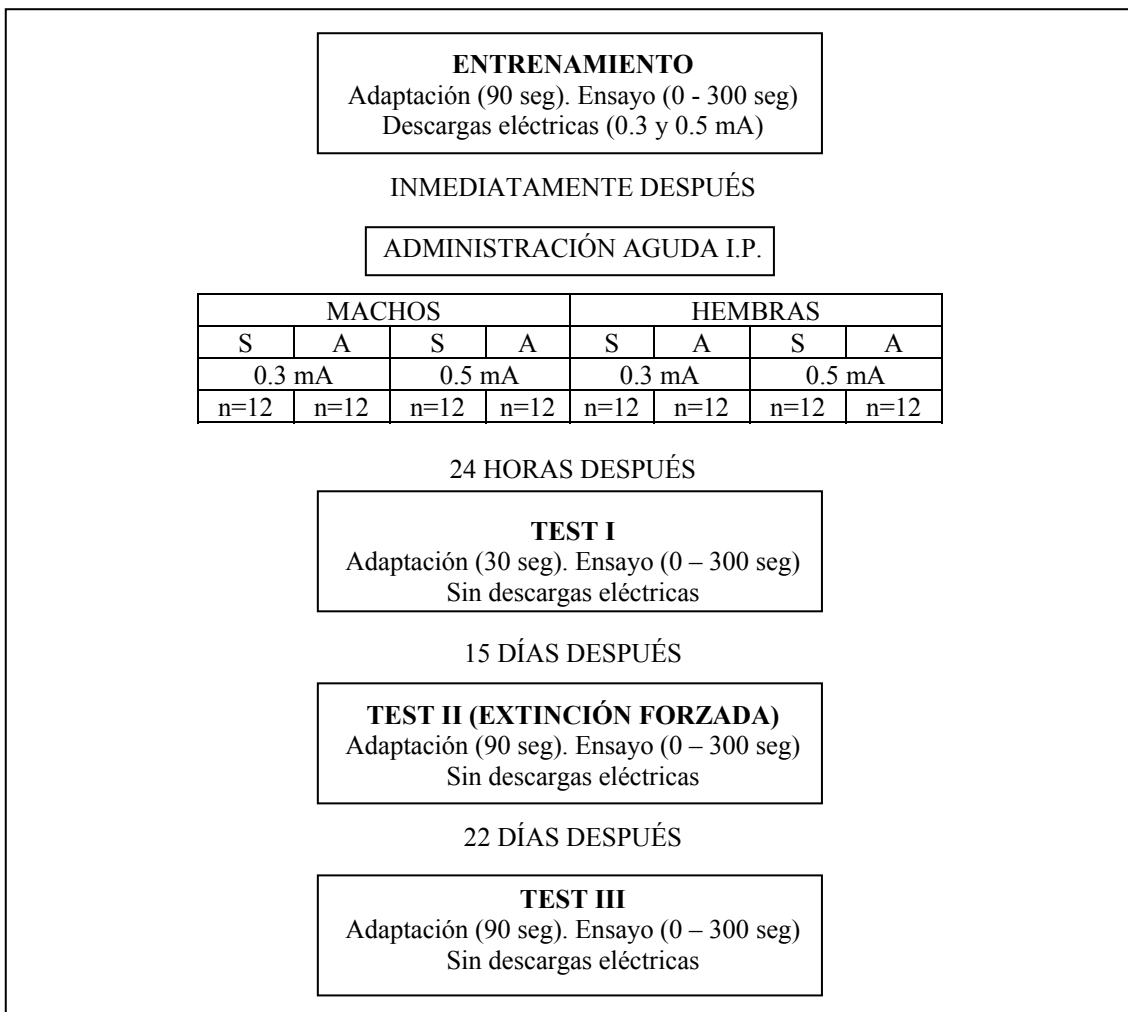 ENTRENAMIENTO
Adaptación (90 seg). Ensayo (0 - 300 seg)
Descargas eléctricas (0.3 y 0.5 mA)
INMEDIATAMENTE DESPUÉS
ADMINISTRACIÓN AGUDA I.P.
MACHOS HEMBRAS
S A S A S A S A
0.3 mA 0.5 mA 0.3 mA 0.5 mA
n=12 n=12 n=12 n=12 n=12 n=12 n=12 n=12
24 HORAS DESPUÉS
TEST I
Adaptación (30 seg). Ensayo (0 – 300 seg)
Sin descargas eléctricas
15 DÍAS DESPUÉS
TEST II (EXTINCIÓN FORZADA)
Adaptación (90 seg). Ensayo (0 – 300 seg)
Sin descargas eléctricas
22 DÍAS DESPUÉS
TEST III
Adaptación (90 seg). Ensayo (0 – 300 seg)
Sin descargas eléctricas